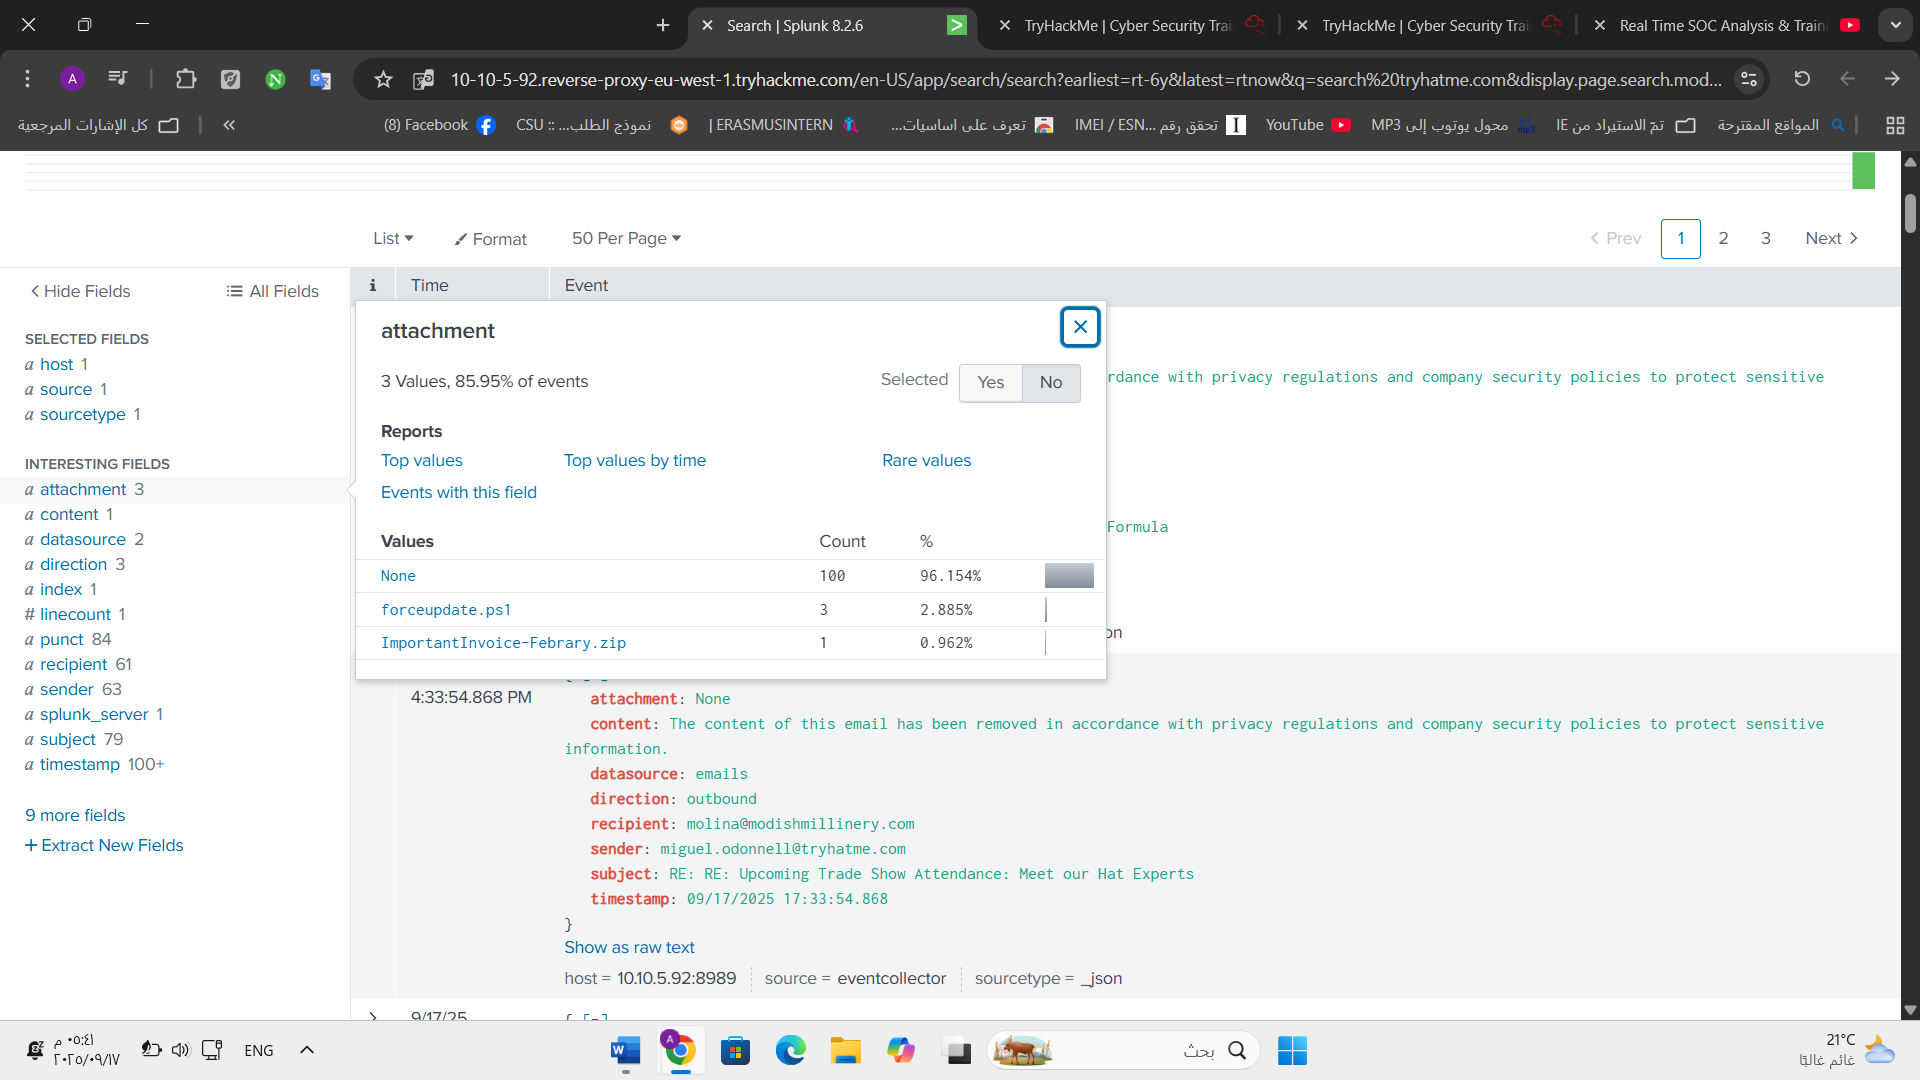 Search | Splunk 8.2.6
TryHackMe | Cyber Security Trai
TryHackMe | Cyber Security Trai
Real Time SOC Analysis & Traini
A
10-10-5-92.reverse-proxy-eu-west-1.tryhackme.com/en-US/app/search/search?earliest=rt-6y&latest=rtnow&q=search%20tryhatme.com&display.page.search.mod...
كل الإشارات المرجعية
(8) Facebook
CSU :: ...نموذج الطلب
| ERASMUSINTERN
...تعرف على اساسيات
IMEI / ESN... تحقق رقم
YouTube
محول يوتوب إلى MP3
تمّ الاستيراد من IE
المواقع المقترحة
List
Format
50 Per Page
Prev
1
2
3
Next
Hide Fields
All Fields
i
Time
Event
SELECTED FIELDS
a host 1
a source 1
a sourcetype 1
INTERESTING FIELDS
a attachment 3
a content 1
a datasource 2
a direction 3
a index 1
# linecount 1
a punct 84
a recipient 61
a sender 63
a splunk_server 1
a subject 79
a timestamp 100+
9 more fields
+ Extract New Fields
attachment
3 Values, 85.95% of events
Selected
Yes
No
Reports
Top values
Top values by time
Rare values
Events with this field
Values
Count
%
None
100
96.154%
forceupdate.ps1
3
2.885%
ImportantInvoice-Febrary.zip
1
0.962%
rdance with privacy regulations and company security policies to protect sensitive
Formula
on
4:33:54.868 PM
attachment: None
content: The content of this email has been removed in accordance with privacy regulations and company security policies to protect sensitive
information.
datasource: emails
direction: outbound
recipient: molina@modishmillinery.com
sender: miguel.odonnell@tryhatme.com
subject: RE: RE: Upcoming Trade Show Attendance: Meet our Hat Experts
timestamp: 09/17/2025 17:33:54.868
}
Show as raw text
host = 10.10.5.92:8989
source = eventcollector
sourcetype = _json
9/17/25
{ [-]
٠٥:٤١ م
٢٠٢٥/٠٩/١٧
ENG
بحث
21°C
غائم غالبًا